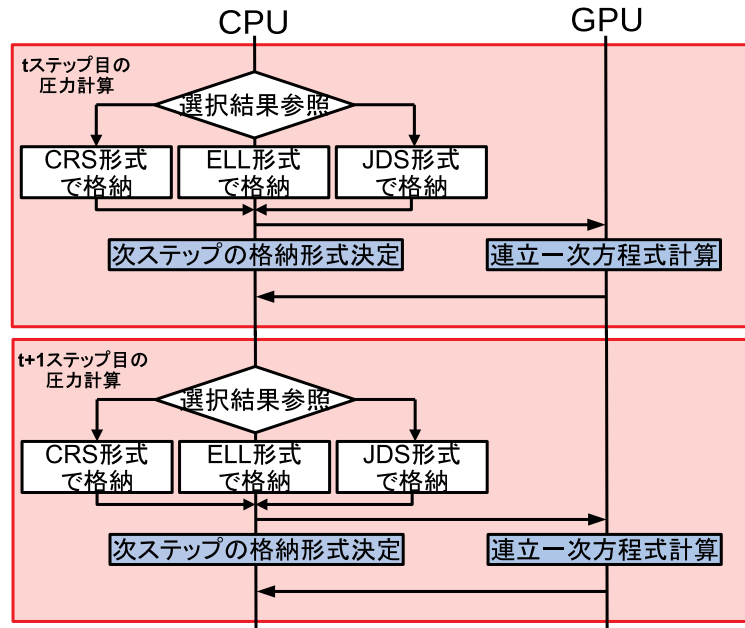 CPU
GPU
tステップ目の
圧力計算
選択結果参照
CRS形式
で格納
ELL形式
で格納
JDS形式
で格納
次ステップの格納形式決定
連立一次方程式計算
t+1ステップ目の
圧力計算
選択結果参照
CRS形式
で格納
ELL形式
で格納
JDS形式
で格納
次ステップの格納形式決定
連立一次方程式計算